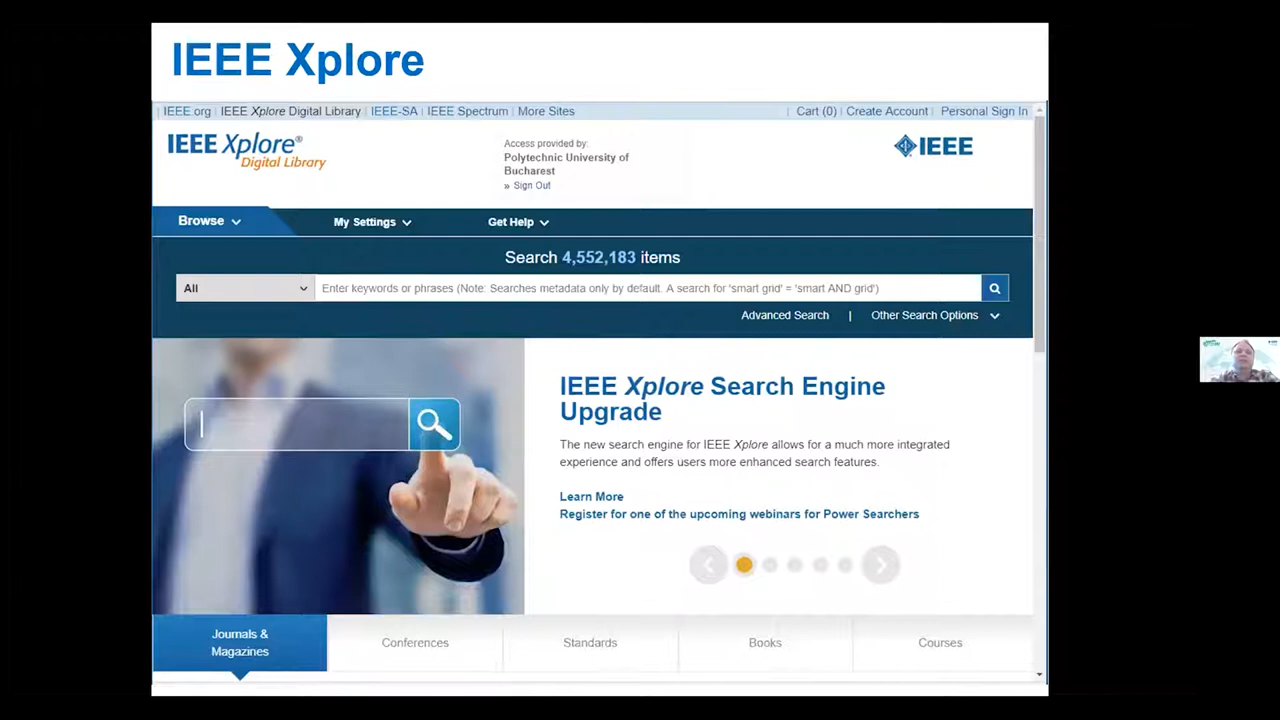 IEEE Xplore
IEEE.org | IEEE Xplore Digital Library | IEEE-SA | IEEE Spectrum | More Sites
Cart (0) | Create Account | Personal Sign In
IEEE Xplore®
Digital Library
Access provided by:
Polytechnic University of
Bucharest
» Sign Out
IEEE
Browse
My Settings
Get Help
Search 4,552,183 items
All
Enter keywords or phrases (Note: Searches metadata only by default. A search for 'smart grid' = 'smart AND grid')
Advanced Search | Other Search Options
IEEE Xplore Search Engine
Upgrade
The new search engine for IEEE Xplore allows for a much more integrated
experience and offers users more enhanced search features.
Learn More
Register for one of the upcoming webinars for Power Searchers
Journals &
Magazines
Conferences
Standards
Books
Courses